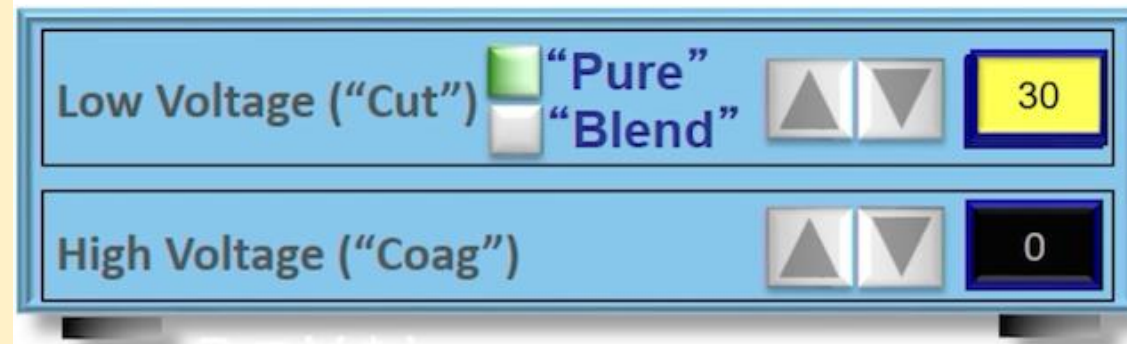 Low Voltage (“Cut”) “Pure” 30
“Blend”
High Voltage (“Coag”) 0